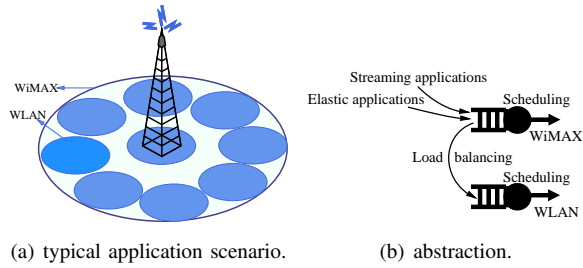 WiMAX
WLAN
(a) typical application scenario.
Streaming applications
Elastic applications
Scheduling
WiMAX
Load balancing
Scheduling
WLAN
(b) abstraction.